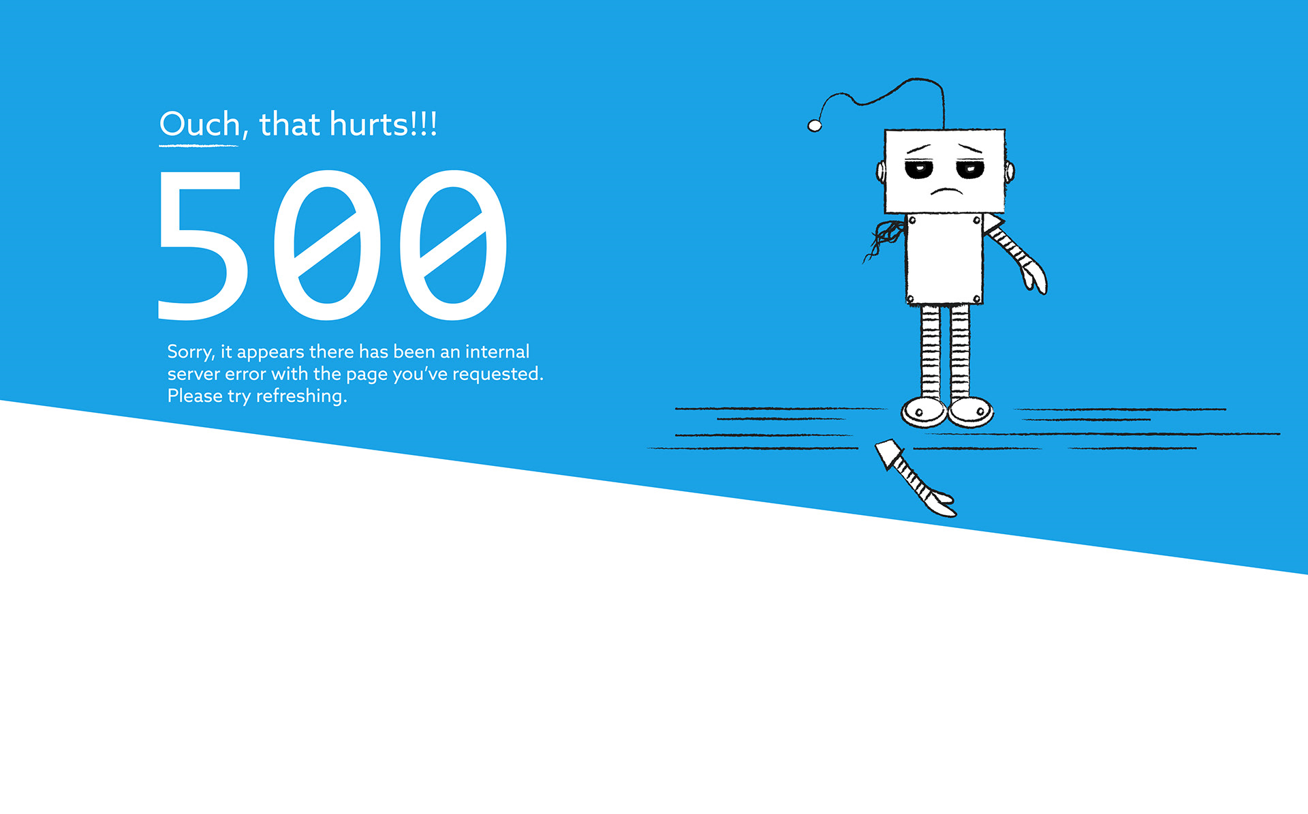 Ouch, that hurts!!!
500
Sorry, it appears there has been an internal
server error with the page you've requested.
Please try refreshing.